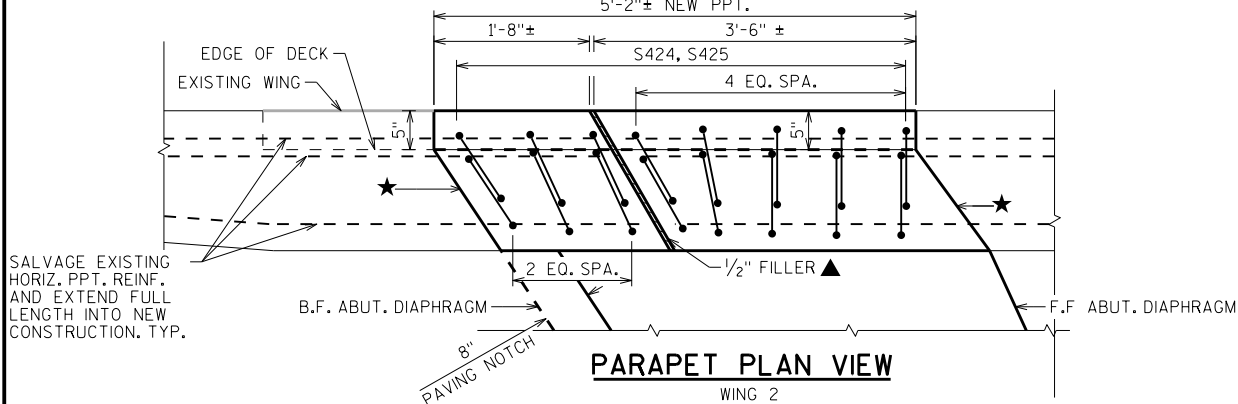 5'-2"± NEW PPT.
1'-8"±
3'-6" ±
EDGE OF DECK
S424, S425
EXISTING WING
4 EQ. SPA.
5"
5"
★
★
SALVAGE EXISTING
HORIZ. PPT. REINF.
AND EXTEND FULL
LENGTH INTO NEW
CONSTRUCTION. TYP.
2 EQ. SPA.
1/2" FILLER ▲
B.F. ABUT. DIAPHRAGM
F.F ABUT. DIAPHRAGM
8"
PAVING NOTCH
PARAPET PLAN VIEW
WING 2